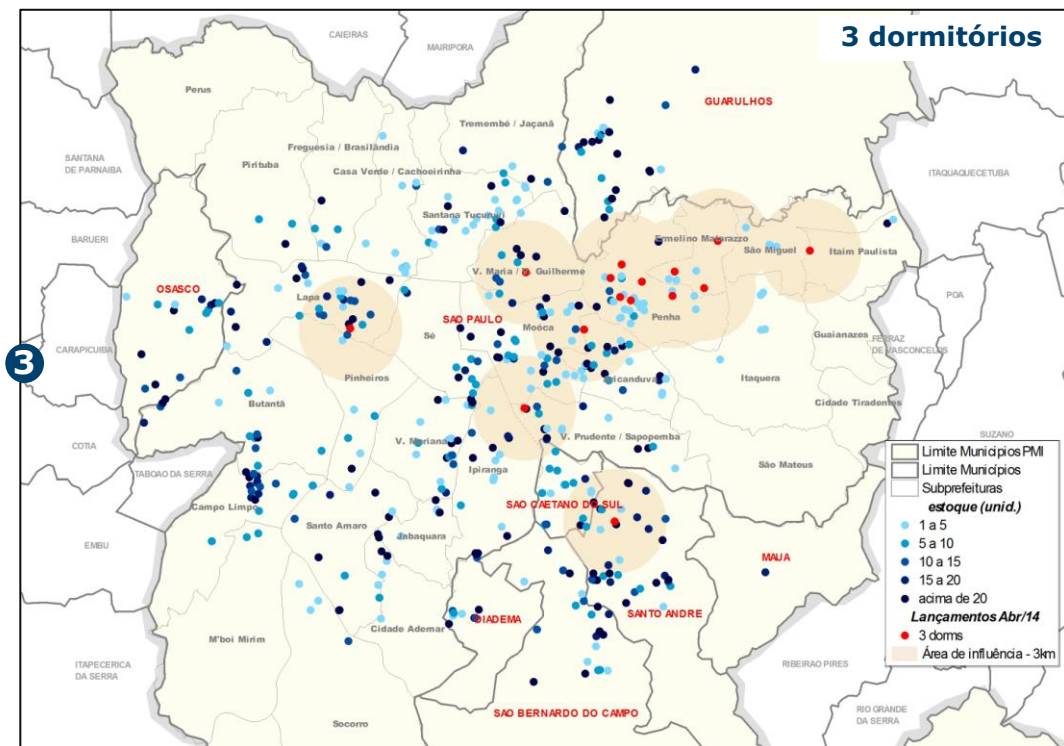 3 dormitórios
CAIEIRAS
MAIRIPORA
Perus
GUARULHOS
Tremembé / Jaçanã
Freguesia / Brasilândia
SANTANA
DE PARNAIBA
Pirituba
Casa Verde / Cachoeirinha
ITAQUAQUECETUBA
Santana Tucuruvi
BARUERI
Ermelino Matarazzo
São Miguel
Itaim Paulista
V. Maria / V. Guilherme
OSASCO
Lapa
POA
SAO PAULO
Moóca
Penha
Sé
Guaianazes
CARAPICUIBA
FERRAZ
DE VASCONCELOS
3
Pinheiros
Aricanduva
Itaquera
Butantã
Cidade Tiradentes
COTIA
V. Mariana
V. Prudente / Sapopemba
SUZANO
TABOAO DA SERRA
Ipiranga
São Mateus
Campo Limpo
SAO CAETANO DO SUL
Santo Amaro
Jabaquara
EMBU
MAUA
SANTO ANDRE
DIADEMA
Cidade Ademar
M'boi Mirim
ITAPECERICA
DA SERRA
RIBEIRAO PIRES
SAO BERNARDO DO CAMPO
RIO GRANDE
DA SERRA
Socorro
Limite Municipios PMI
Limite Municípios
Subprefeituras
estoque (unid.)
1 a 5
5 a 10
10 a 15
15 a 20
acima de 20
Lançamentos Abr/14
3 dorms
Área de influência - 3km